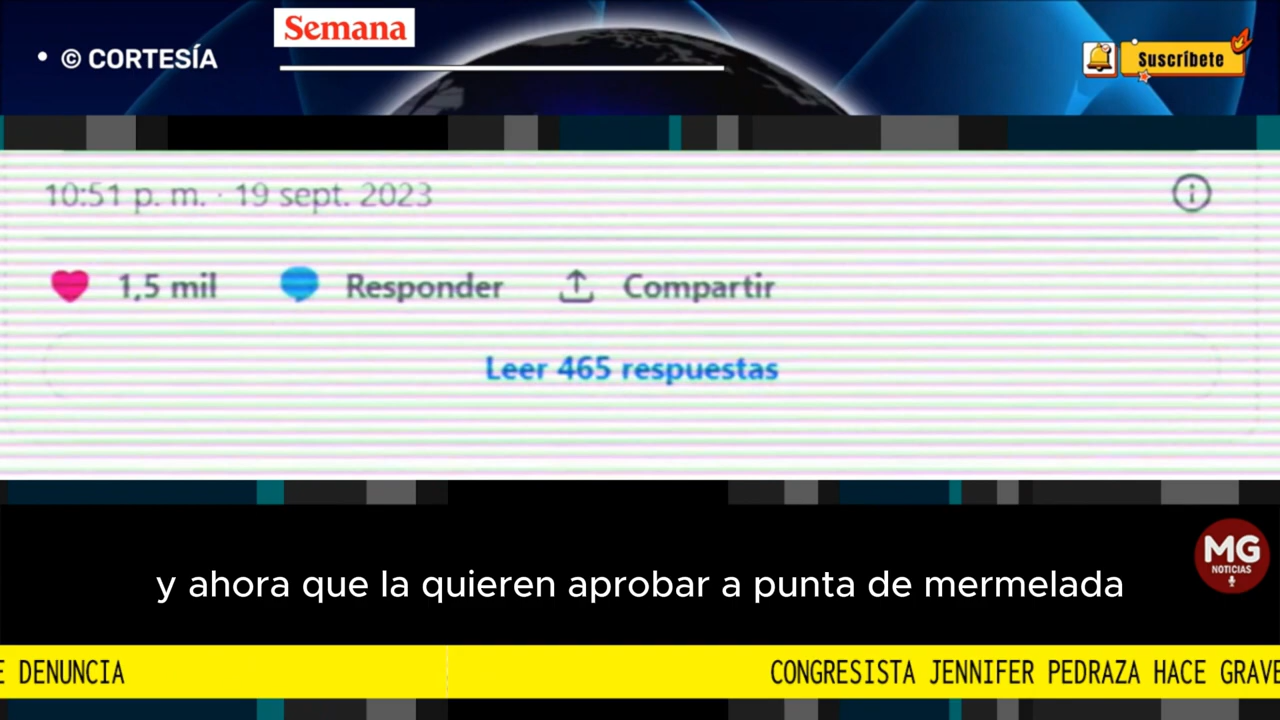 Semana
• © CORTESÍA
Suscríbete
10:51 p. m. · 19 sept. 2023
1,5 mil Responder Compartir
Leer 465 respuestas
MG
NOTICIAS
y ahora que la quieren aprobar a punta de mermelada
E DENUNCIA CONGRESISTA JENNIFER PEDRAZA HACE GRAVE